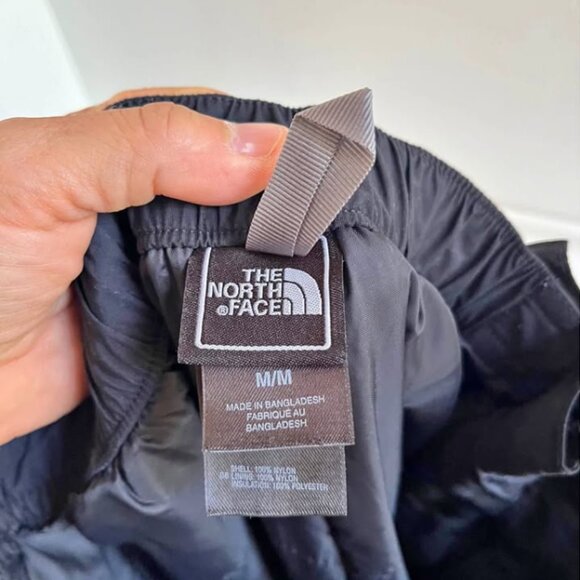 THE
NORTH
® FACE
M/M
MADE IN BANGLADESH
FABRIQUÉ AU
BANGLADESH
SHELL: 100% NYLON
LINING: 100% NYLON
INSULATION: 100% POLYESTER